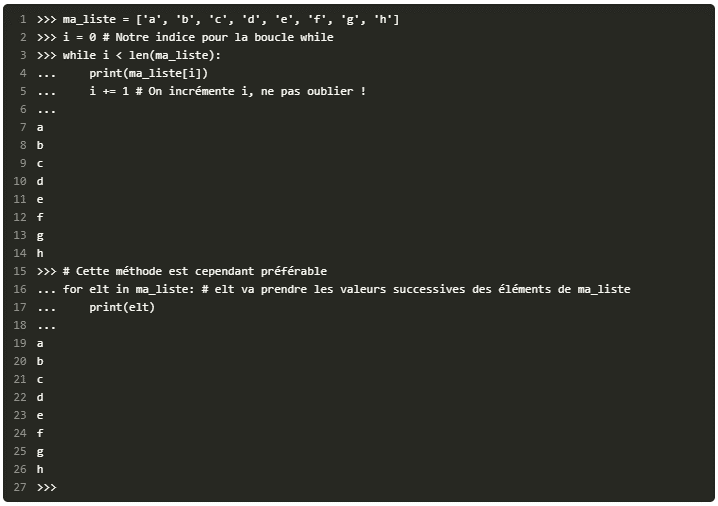 1 >>> ma_liste = ['a', 'b', 'c', 'd', 'e', 'f', 'g', 'h']
2 >>> i = 0 # Notre indice pour la boucle while
3 >>> while i < len(ma_liste):
4 ...     print(ma_liste[i])
5 ...     i += 1 # On incrémente i, ne pas oublier !
6 ...
7 a
8 b
9 c
10 d
11 e
12 f
13 g
14 h
15 >>> # Cette méthode est cependant préférable
16 ... for elt in ma_liste: # elt va prendre les valeurs successives des éléments de ma_liste
17 ...     print(elt)
18 ...
19 a
20 b
21 c
22 d
23 e
24 f
25 g
26 h
27 >>>